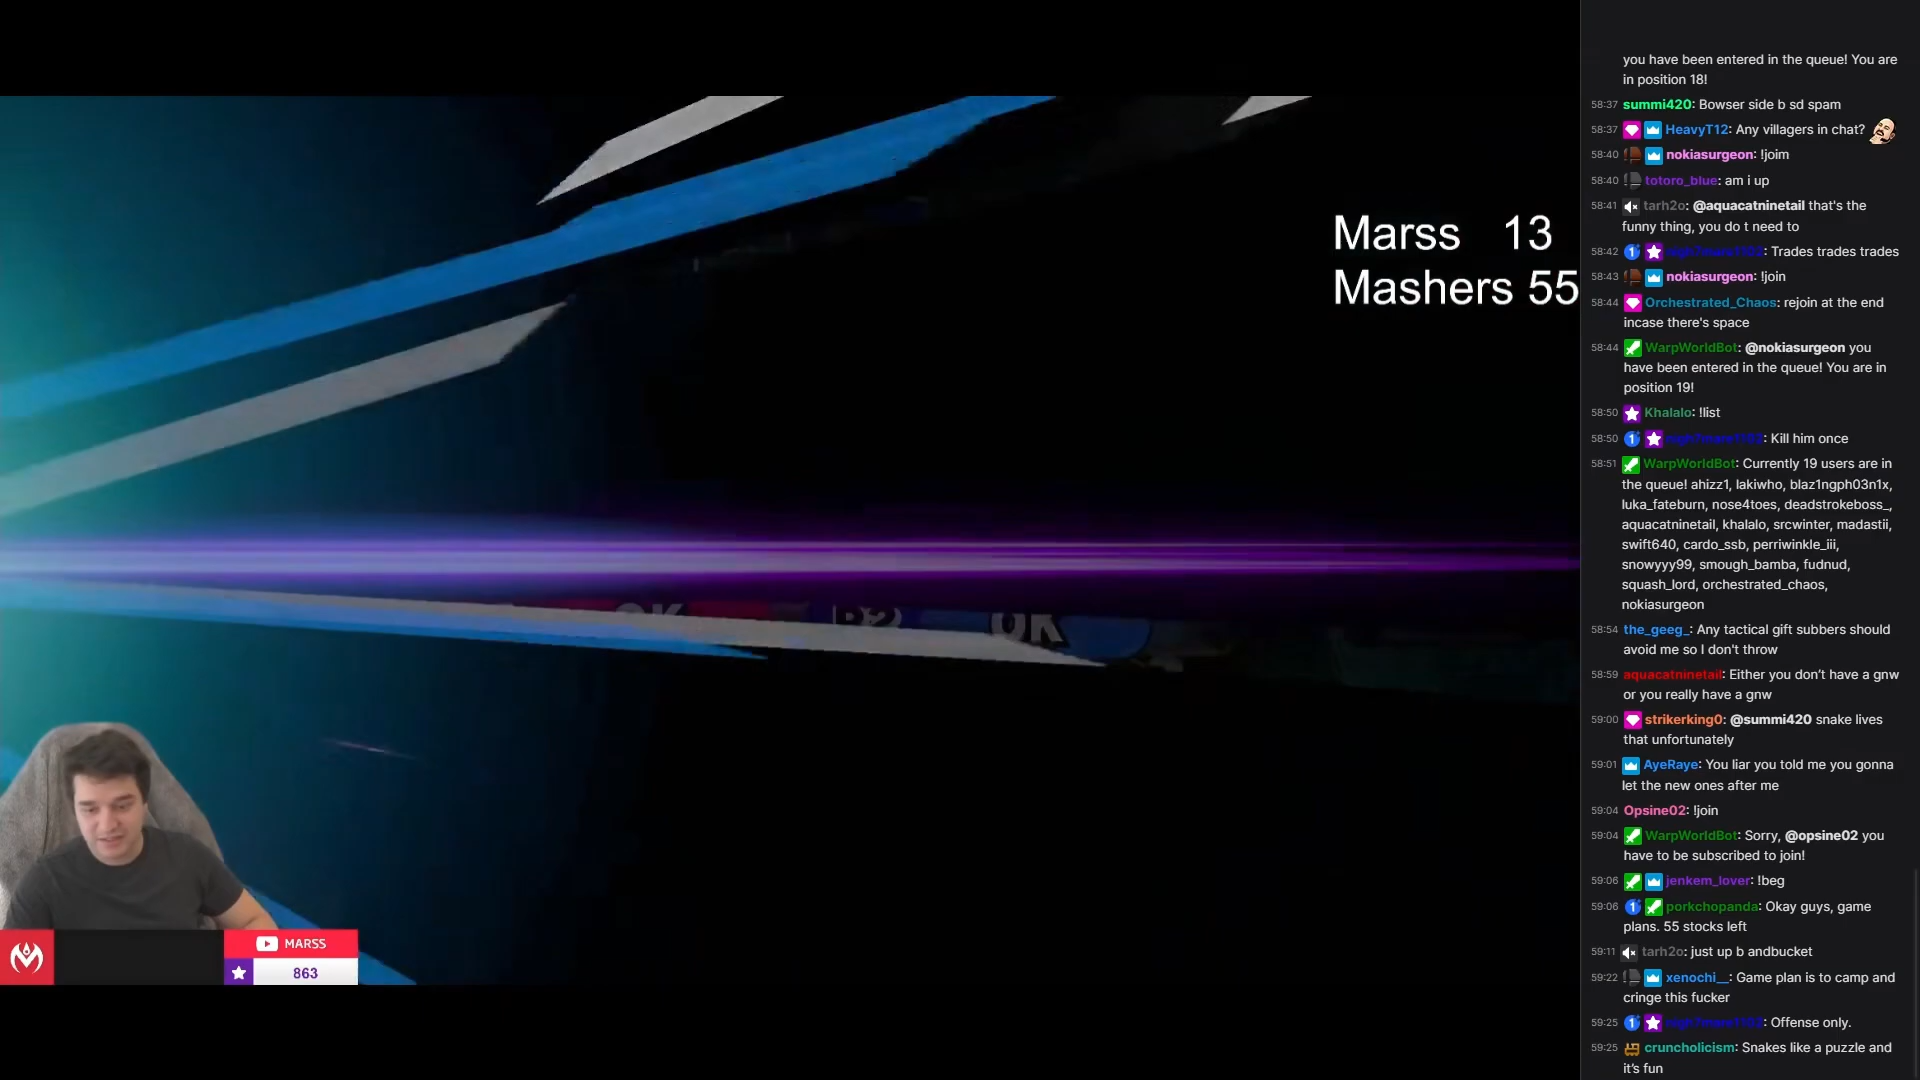 Marss 13
Mashers 55
OK
P2
OK
MARSS
863
you have been entered in the queue! You are
in position 18!
58:37 summi420: Bowser side b sd spam
58:37 HeavyT12: Any villagers in chat?
58:40 nokiasurgeon: !joim
58:40 totoro_blue: am i up
58:41 tarh2o: @aquacatninetail that's the
funny thing, you do t need to
58:42 : Trades trades trades
58:43 nokiasurgeon: !join
58:44 Orchestrated_Chaos: rejoin at the end
incase there's space
58:44 WarpWorldBot: @nokiasurgeon you
have been entered in the queue! You are in
position 19!
58:50 Khalalo: !list
58:50 : Kill him once
58:51 WarpWorldBot: Currently 19 users are in
the queue! ahizz1, lakiwho, blaz1ngph03n1x,
luka_fateburn, nose4toes, deadstrokeboss_,
aquacatninetail, khalalo, srcwinter, madastii,
swift640, cardo_ssb, perriwinkle_iii,
snowyyy99, smough_bamba, fudnud,
squash_lord, orchestrated_chaos,
nokiasurgeon
58:54 the_geeg_: Any tactical gift subbers should
avoid me so I don't throw
58:59 aquacatninetail: Either you don't have a gnw
or you really have a gnw
59:00 strikerking0: @summi420 snake lives
that unfortunately
59:01 AyeRaye: You liar you told me you gonna
let the new ones after me
59:04 Opsine02: !join
59:04 WarpWorldBot: Sorry, @opsine02 you
have to be subscribed to join!
59:06 jenkem_lover: !beg
59:06 porkchopanda: Okay guys, game
plans. 55 stocks left
59:11 tarh2o: just up b andbucket
59:22 xenochi__: Game plan is to camp and
cringe this fucker
59:25 : Offense only.
59:25 cruncholicism: Snakes like a puzzle and
it's fun